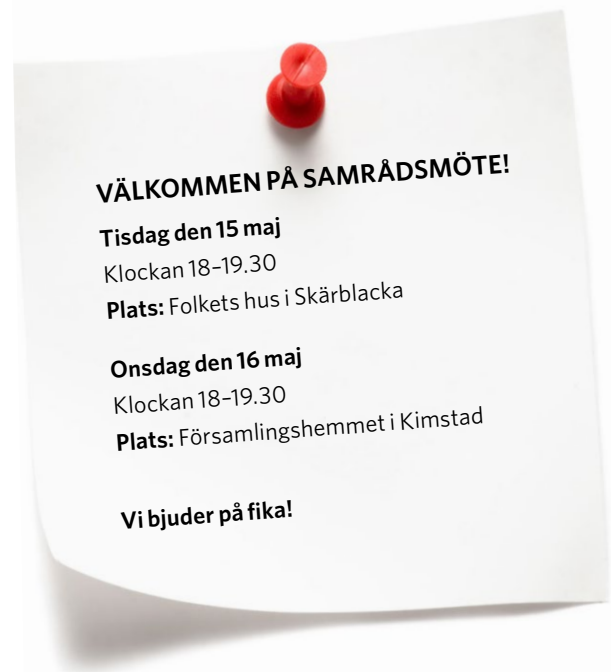 VÄLKOMMEN PÅ SAMRÅDSMÖTE!
Tisdag den 15 maj
Klockan 18–19.30
Plats: Folkets hus i Skärblacka
Onsdag den 16 maj
Klockan 18–19.30
Plats: Församlingshemmet i Kimstad
Vi bjuder på fika!